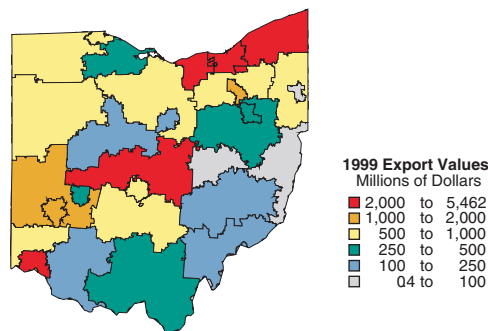 1999 Export Values
Millions of Dollars
2,000 to 5,462
1,000 to 2,000
500 to 1,000
250 to 500
100 to 250
04 to 100